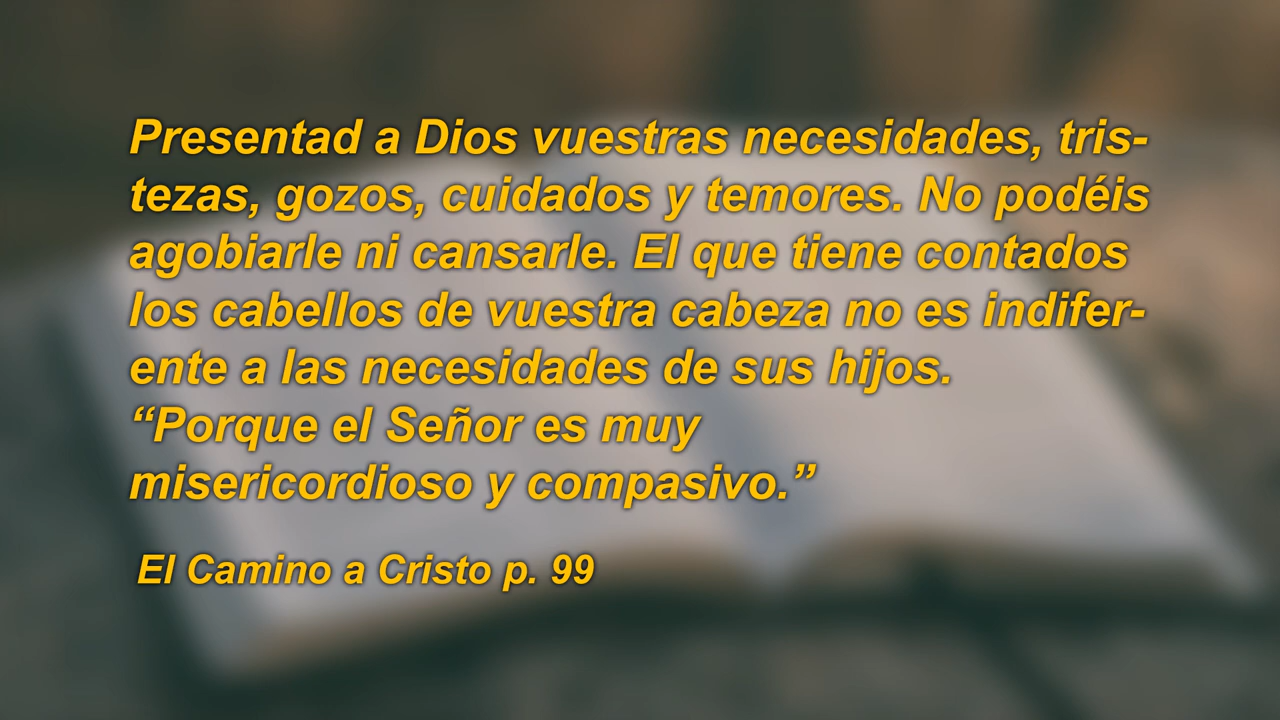 Presentad a Dios vuestras necesidades, tris-
tezas, gozos, cuidados y temores. No podéis
agobiarle ni cansarle. El que tiene contados
los cabellos de vuestra cabeza no es indifer-
ente a las necesidades de sus hijos.
“Porque el Señor es muy
misericordioso y compasivo.”
El Camino a Cristo p. 99